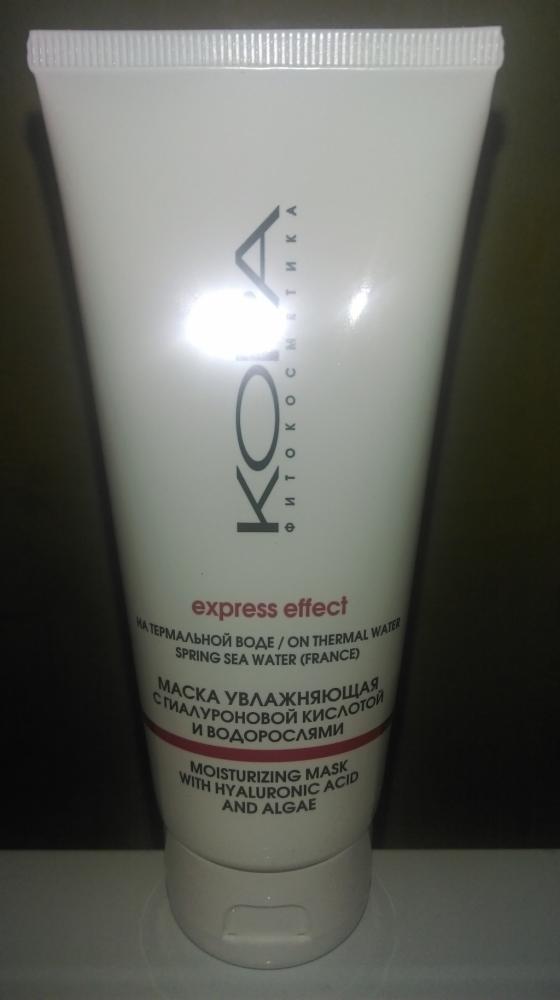 ФИТОКОСМЕТИКА
express effect
НА ТЕРМАЛЬНОЙ ВОДЕ / ON THERMAL WATER
SPRING SEA WATER (FRANCE)
МАСКА УВЛАЖНЯЮЩАЯ
С ГИАЛУРОНОВОЙ КИСЛОТОЙ
И ВОДОРОСЛЯМИ
MOISTURIZING MASK
WITH HYALURONIC ACID
AND ALGAE